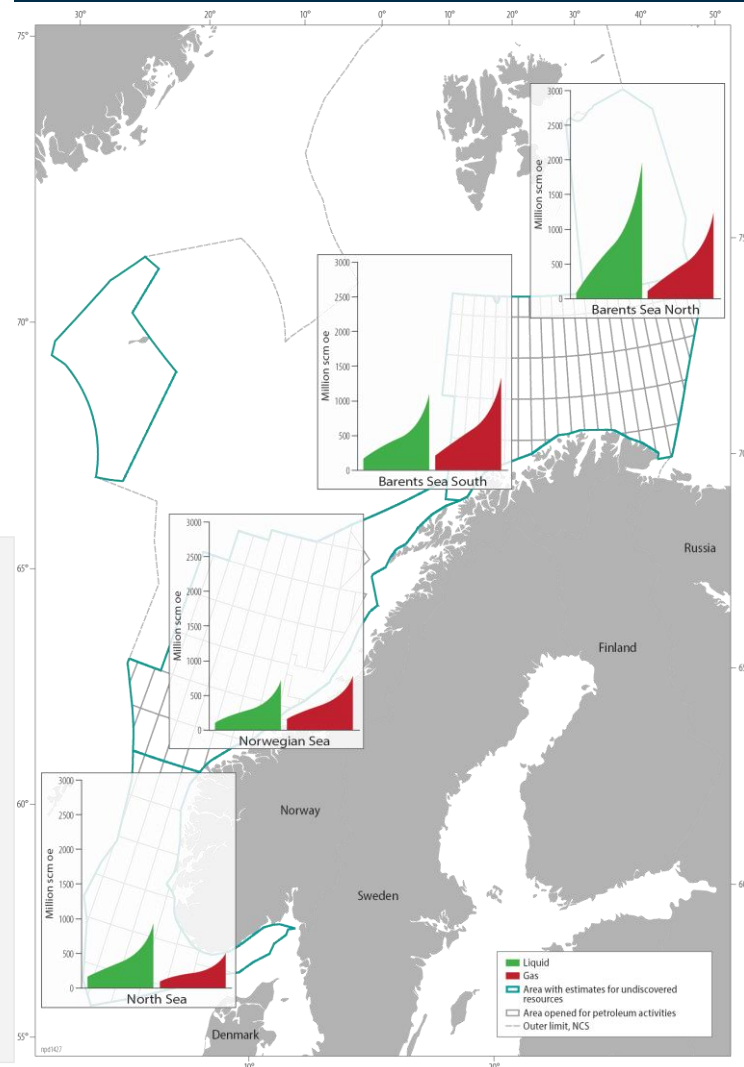 30° 20° 10° 0° 10° 20° 30° 40° 50°
75°
3000
2500
2000
1500
1000
500
0
Million scm oe
Barents Sea North
75
70°
3000
2500
2000
1500
1000
500
0
Million scm oe
Barents Sea South
70
65°
3000
2500
2000
1500
1000
500
0
Million scm oe
Norwegian Sea
Russia
Finland
65
60°
3000
2500
2000
1500
1000
500
0
Million scm oe
North Sea
Norway
Sweden
60
Denmark
55°
Liquid
Gas
Area with estimates for undiscovered
resources
Area opened for petroleum activities
Outer limit, NCS
npd1427